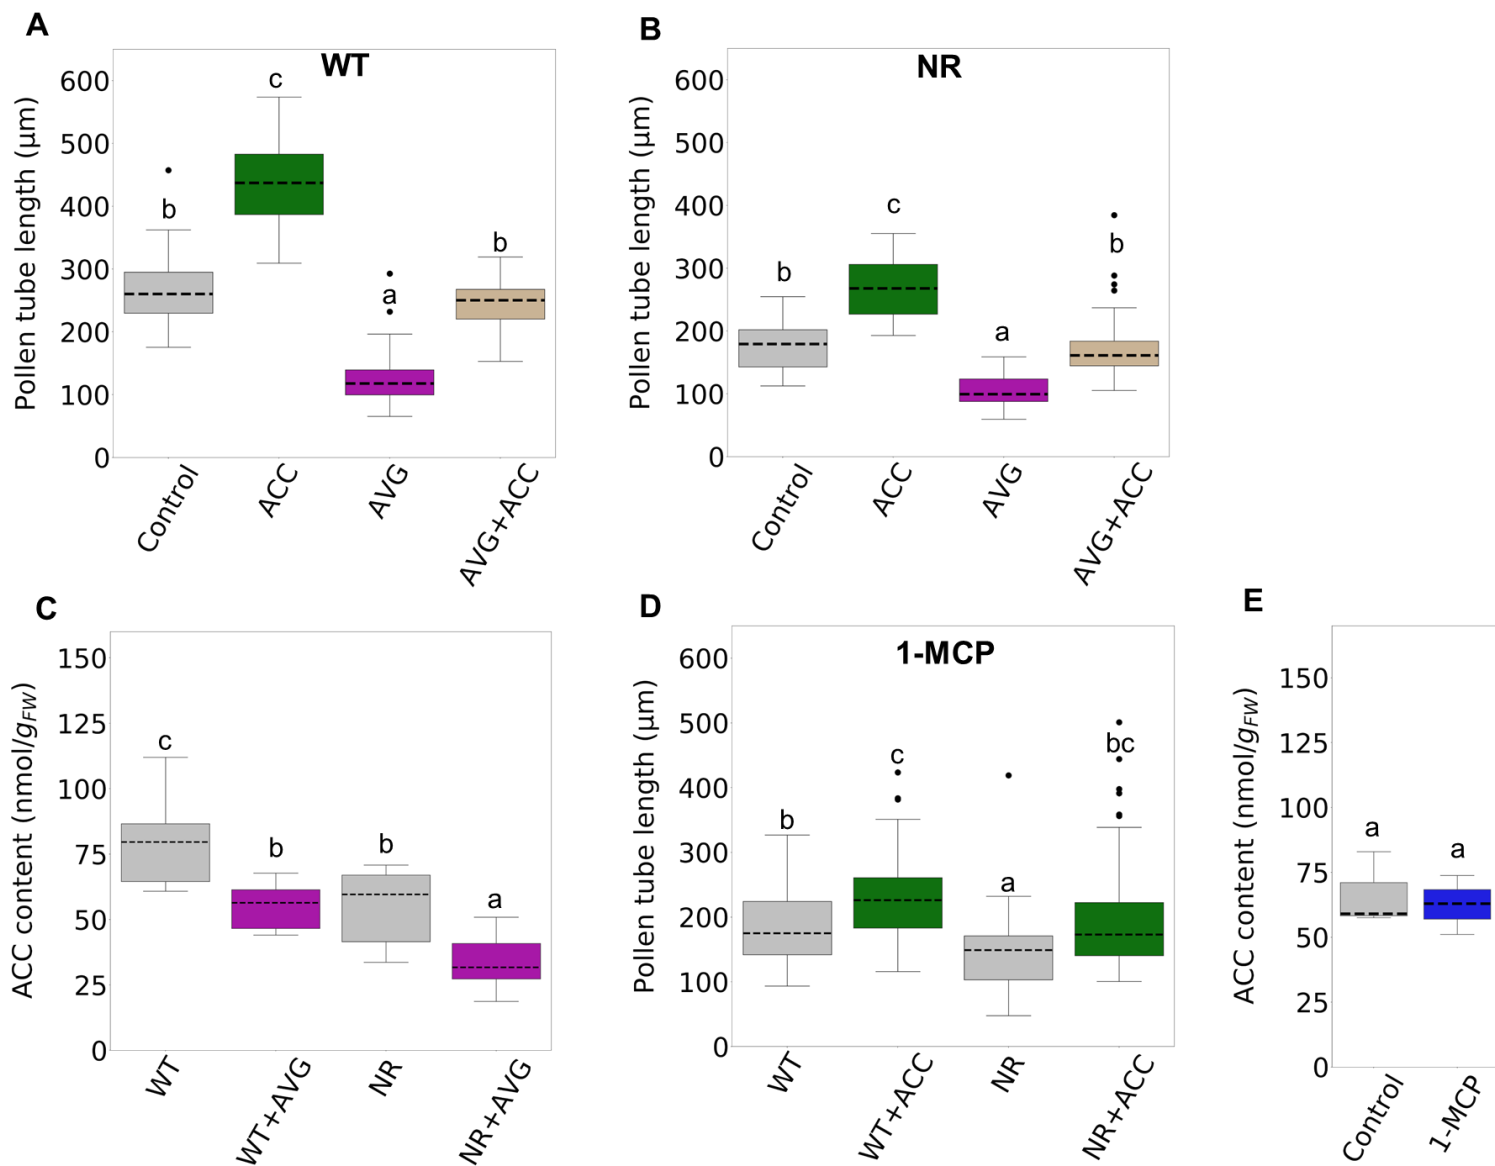 A
WT
Pollen tube length (μm)
600
500
400
300
200
100
0
b
c
a
b
Control
ACC
AVG
AVG+ACC
B
NR
Pollen tube length (μm)
600
500
400
300
200
100
0
b
c
a
b
Control
ACC
AVG
AVG+ACC
C
ACC content (nmol/gFW)
150
125
100
75
50
25
0
c
b
b
a
WT
WT+AVG
NR
NR+AVG
D
1-MCP
Pollen tube length (μm)
600
500
400
300
200
100
0
b
c
a
bc
WT
WT+ACC
NR
NR+ACC
E
ACC content (nmol/gFW)
150
125
100
75
50
25
0
a
a
Control
1-MCP